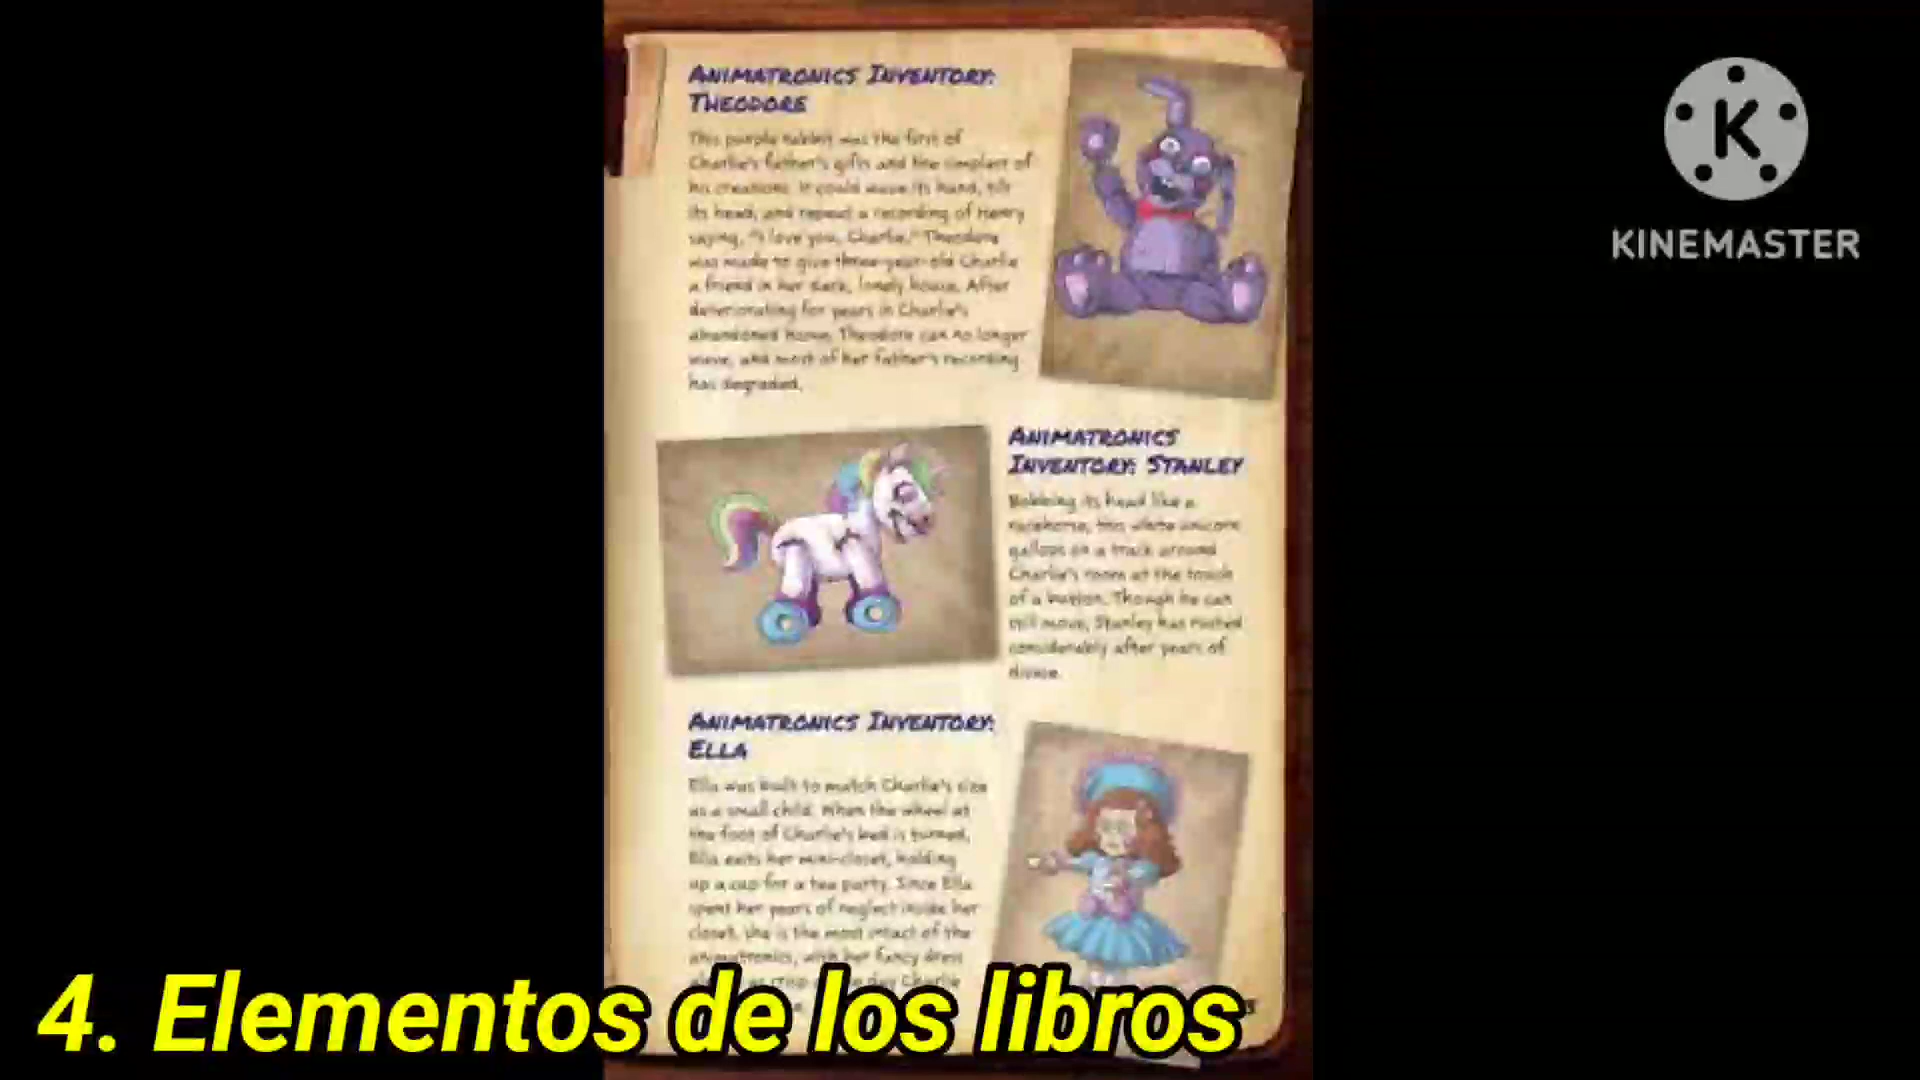 ANIMATRONICS INVENTORY:
THEODORE
This purple rabbit was the first of
Charlie's father's gifts and the simplest of
his creations. It could wave its hand, tilt
its head, and repeat a recording of Henry
saying, "I love you, Charlie." Theodore
was made to give three-year-old Charlie
a friend in her dark, lonely house. After
deteriorating for years in Charlie's
abandoned home, Theodore can no longer
wave, and most of her father's recording
has degraded.
ANIMATRONICS
INVENTORY: STANLEY
Bobbing its head like a
racehorse, this white unicorn
gallops on a track around
Charlie's room at the touch
of a button. Though he can
still move, Stanley has rusted
considerably after years of
disuse.
ANIMATRONICS INVENTORY:
ELLA
Ella was built to match Charlie's size
as a small child. When the wheel at
the foot of Charlie's bed is turned,
Ella exits her mini-closet, holding
up a cup for a tea party. Since Ella
spent her years of neglect inside her
closet, she is the most intact of the
animatronics, with her fancy dress
as crisp day Charlie
4. Elementos de los libros
K
KINEMASTER